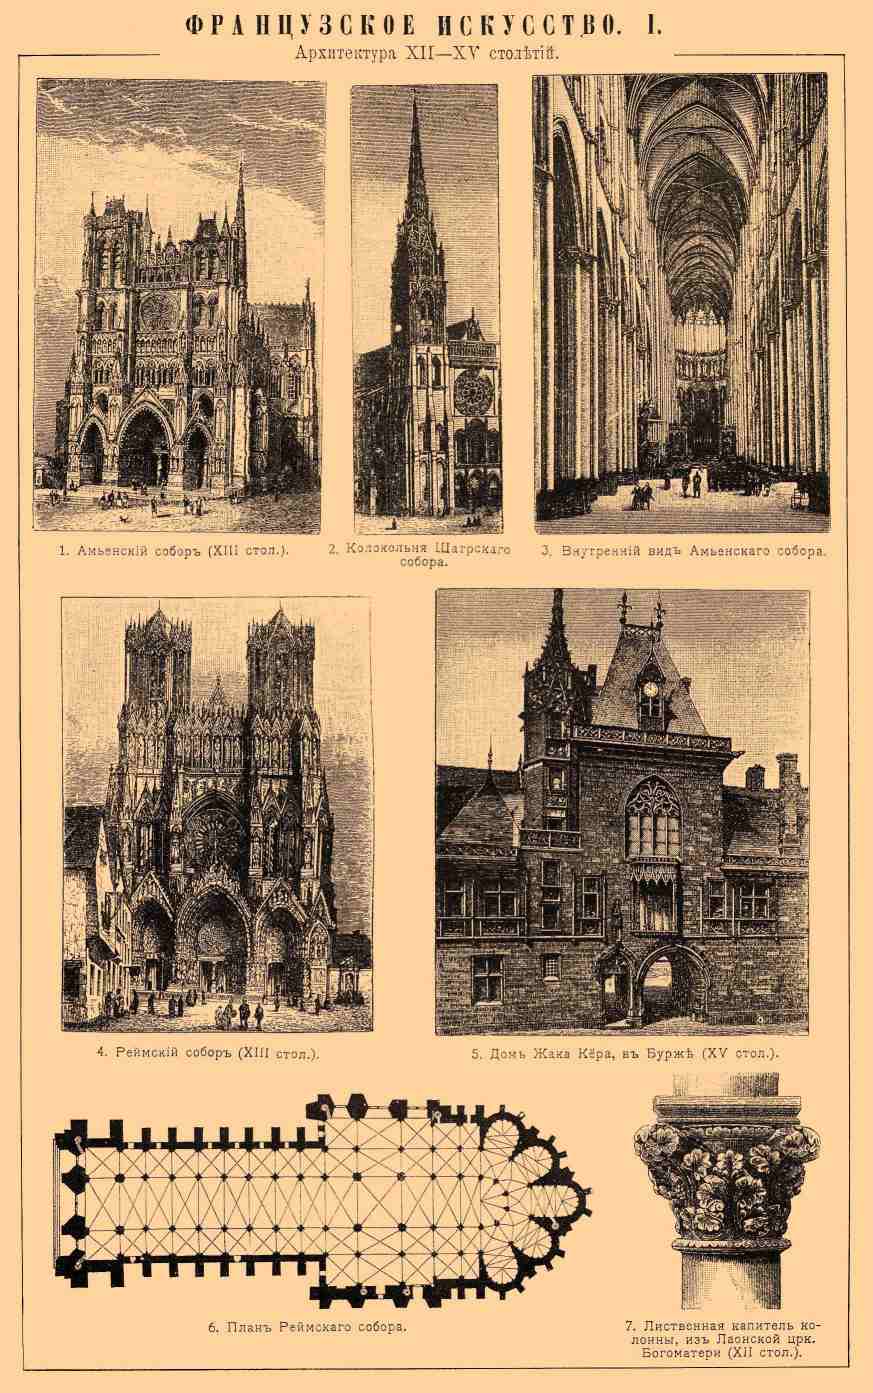 ФРАНЦУЗСКОЕ ИСКУССТВО. I.
Архитектура XII—XV столѣтій.
1. Амьенскій соборъ (XIII стол.).
2. Колокольня Шатрскаго
собора.
3. Внутренній видъ Амьенскаго собора.
4. Реймскій соборъ (XIII стол.).
5. Домъ Жака Кёра, въ Буржѣ (XV стол.).
6. Планъ Реймскаго собора.
7. Лиственная капитель ко-
лонны, изъ Лаонской црк.
Богоматери (XII стол.).